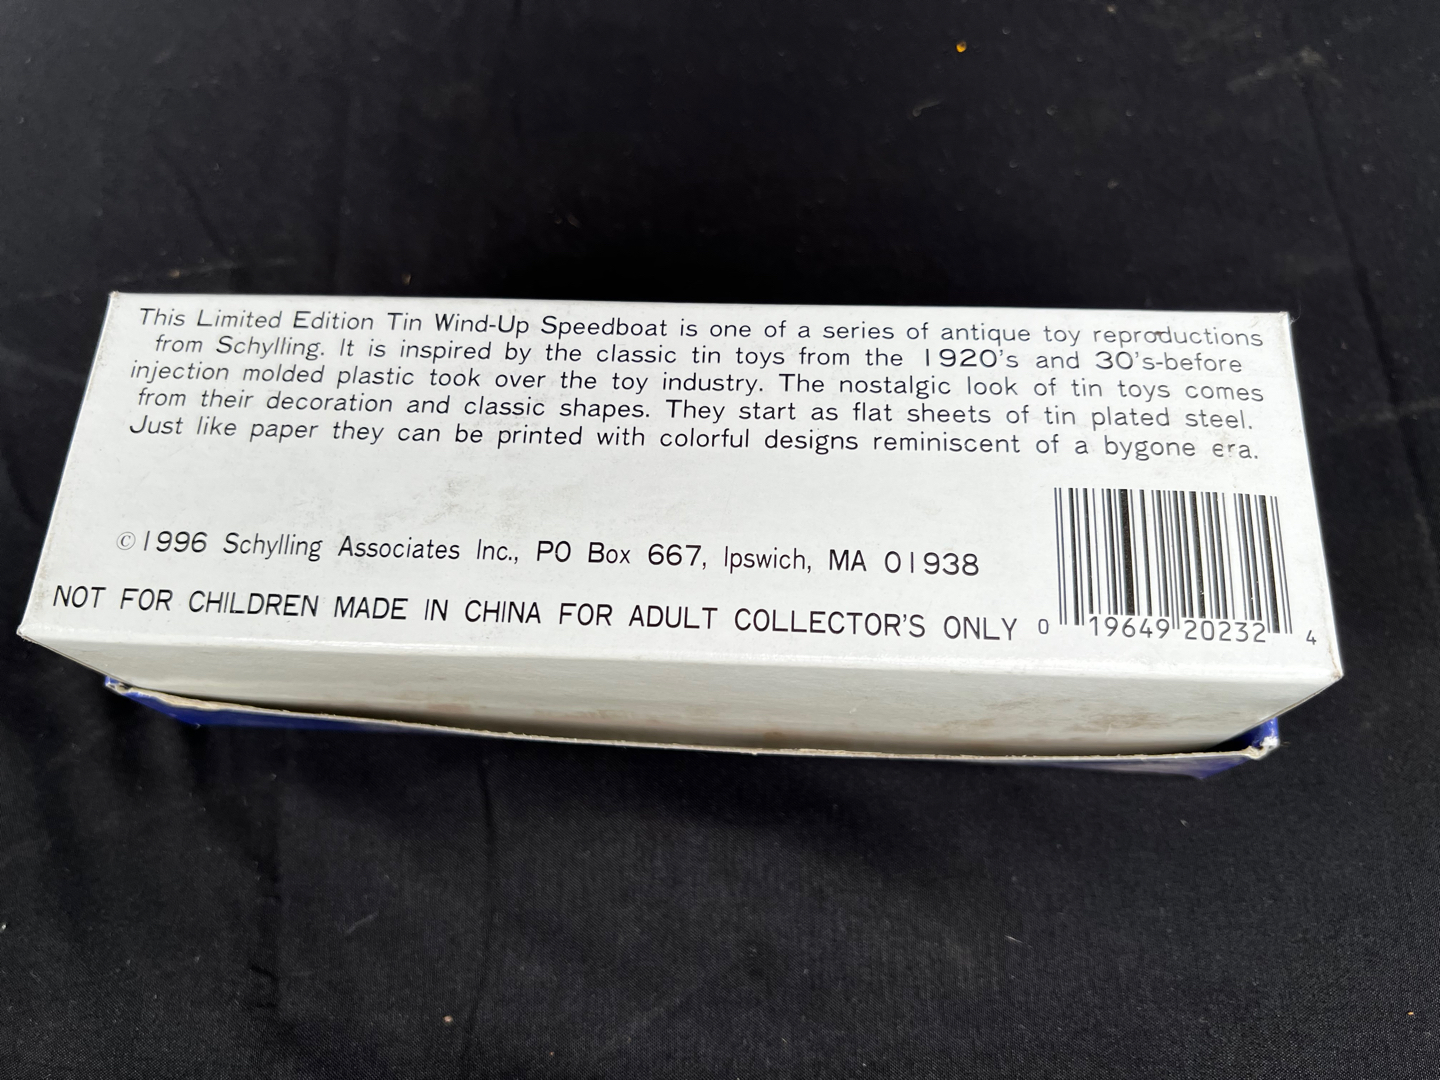 This Limited Edition Tin Wind-Up Speedboat is one of a series of antique toy reproductions
from Schylling. It is inspired by the classic tin toys from the 1920's and 30's-before
injection molded plastic took over the toy industry. The nostalgic look of tin toys comes
from their decoration and classic shapes. They start as flat sheets of tin plated steel.
Just like paper they can be printed with colorful designs reminiscent of a bygone era.
© 1996 Schylling Associates Inc., PO Box 667, Ipswich, MA 01938
NOT FOR CHILDREN MADE IN CHINA FOR ADULT COLLECTOR'S ONLY
0 19649 20232 4